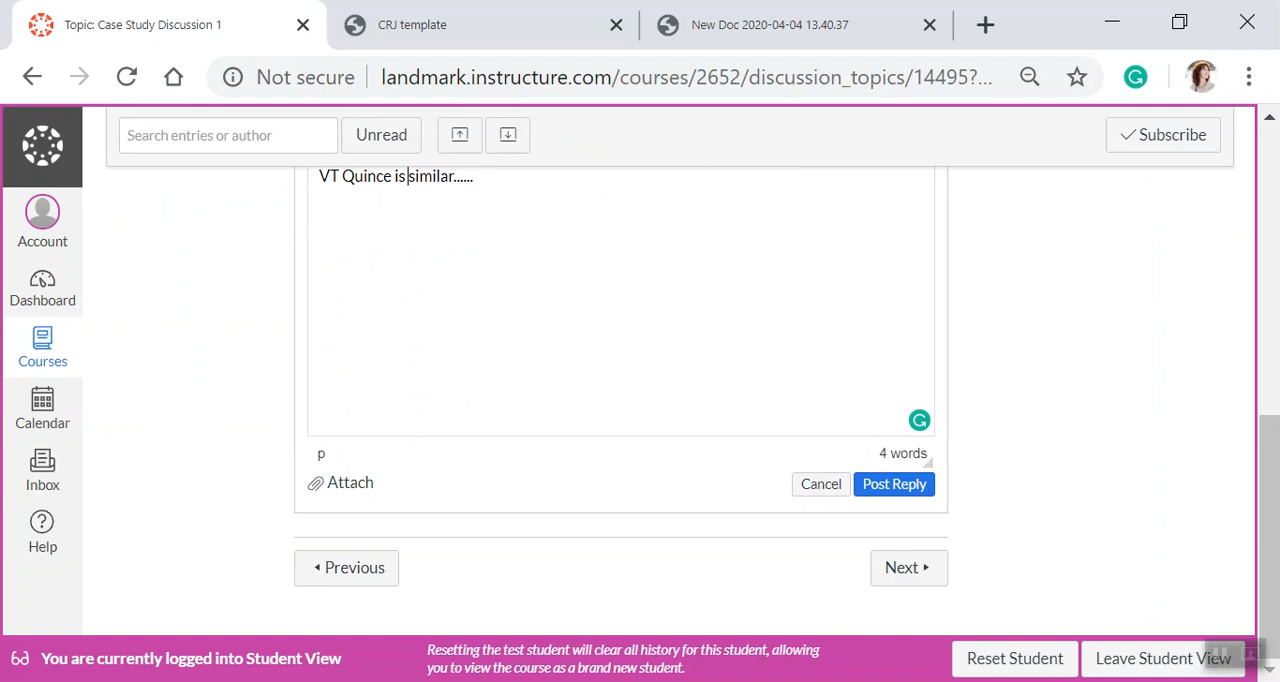 Topic: Case Study Discussion 1
CRJ template
New Doc 2020-04-04 13.40.37
Not secure
landmark.instructure.com/courses/2652/discussion_topics/14495?...
Search entries or author
Unread
Subscribe
VT Quince is similar......
Account
Dashboard
Courses
Calendar
Inbox
Help
p
4 words
Attach
Cancel
Post Reply
Previous
Next
You are currently logged into Student View
Resetting the test student will clear all history for this student, allowing
you to view the course as a brand new student.
Reset Student
Leave Student View